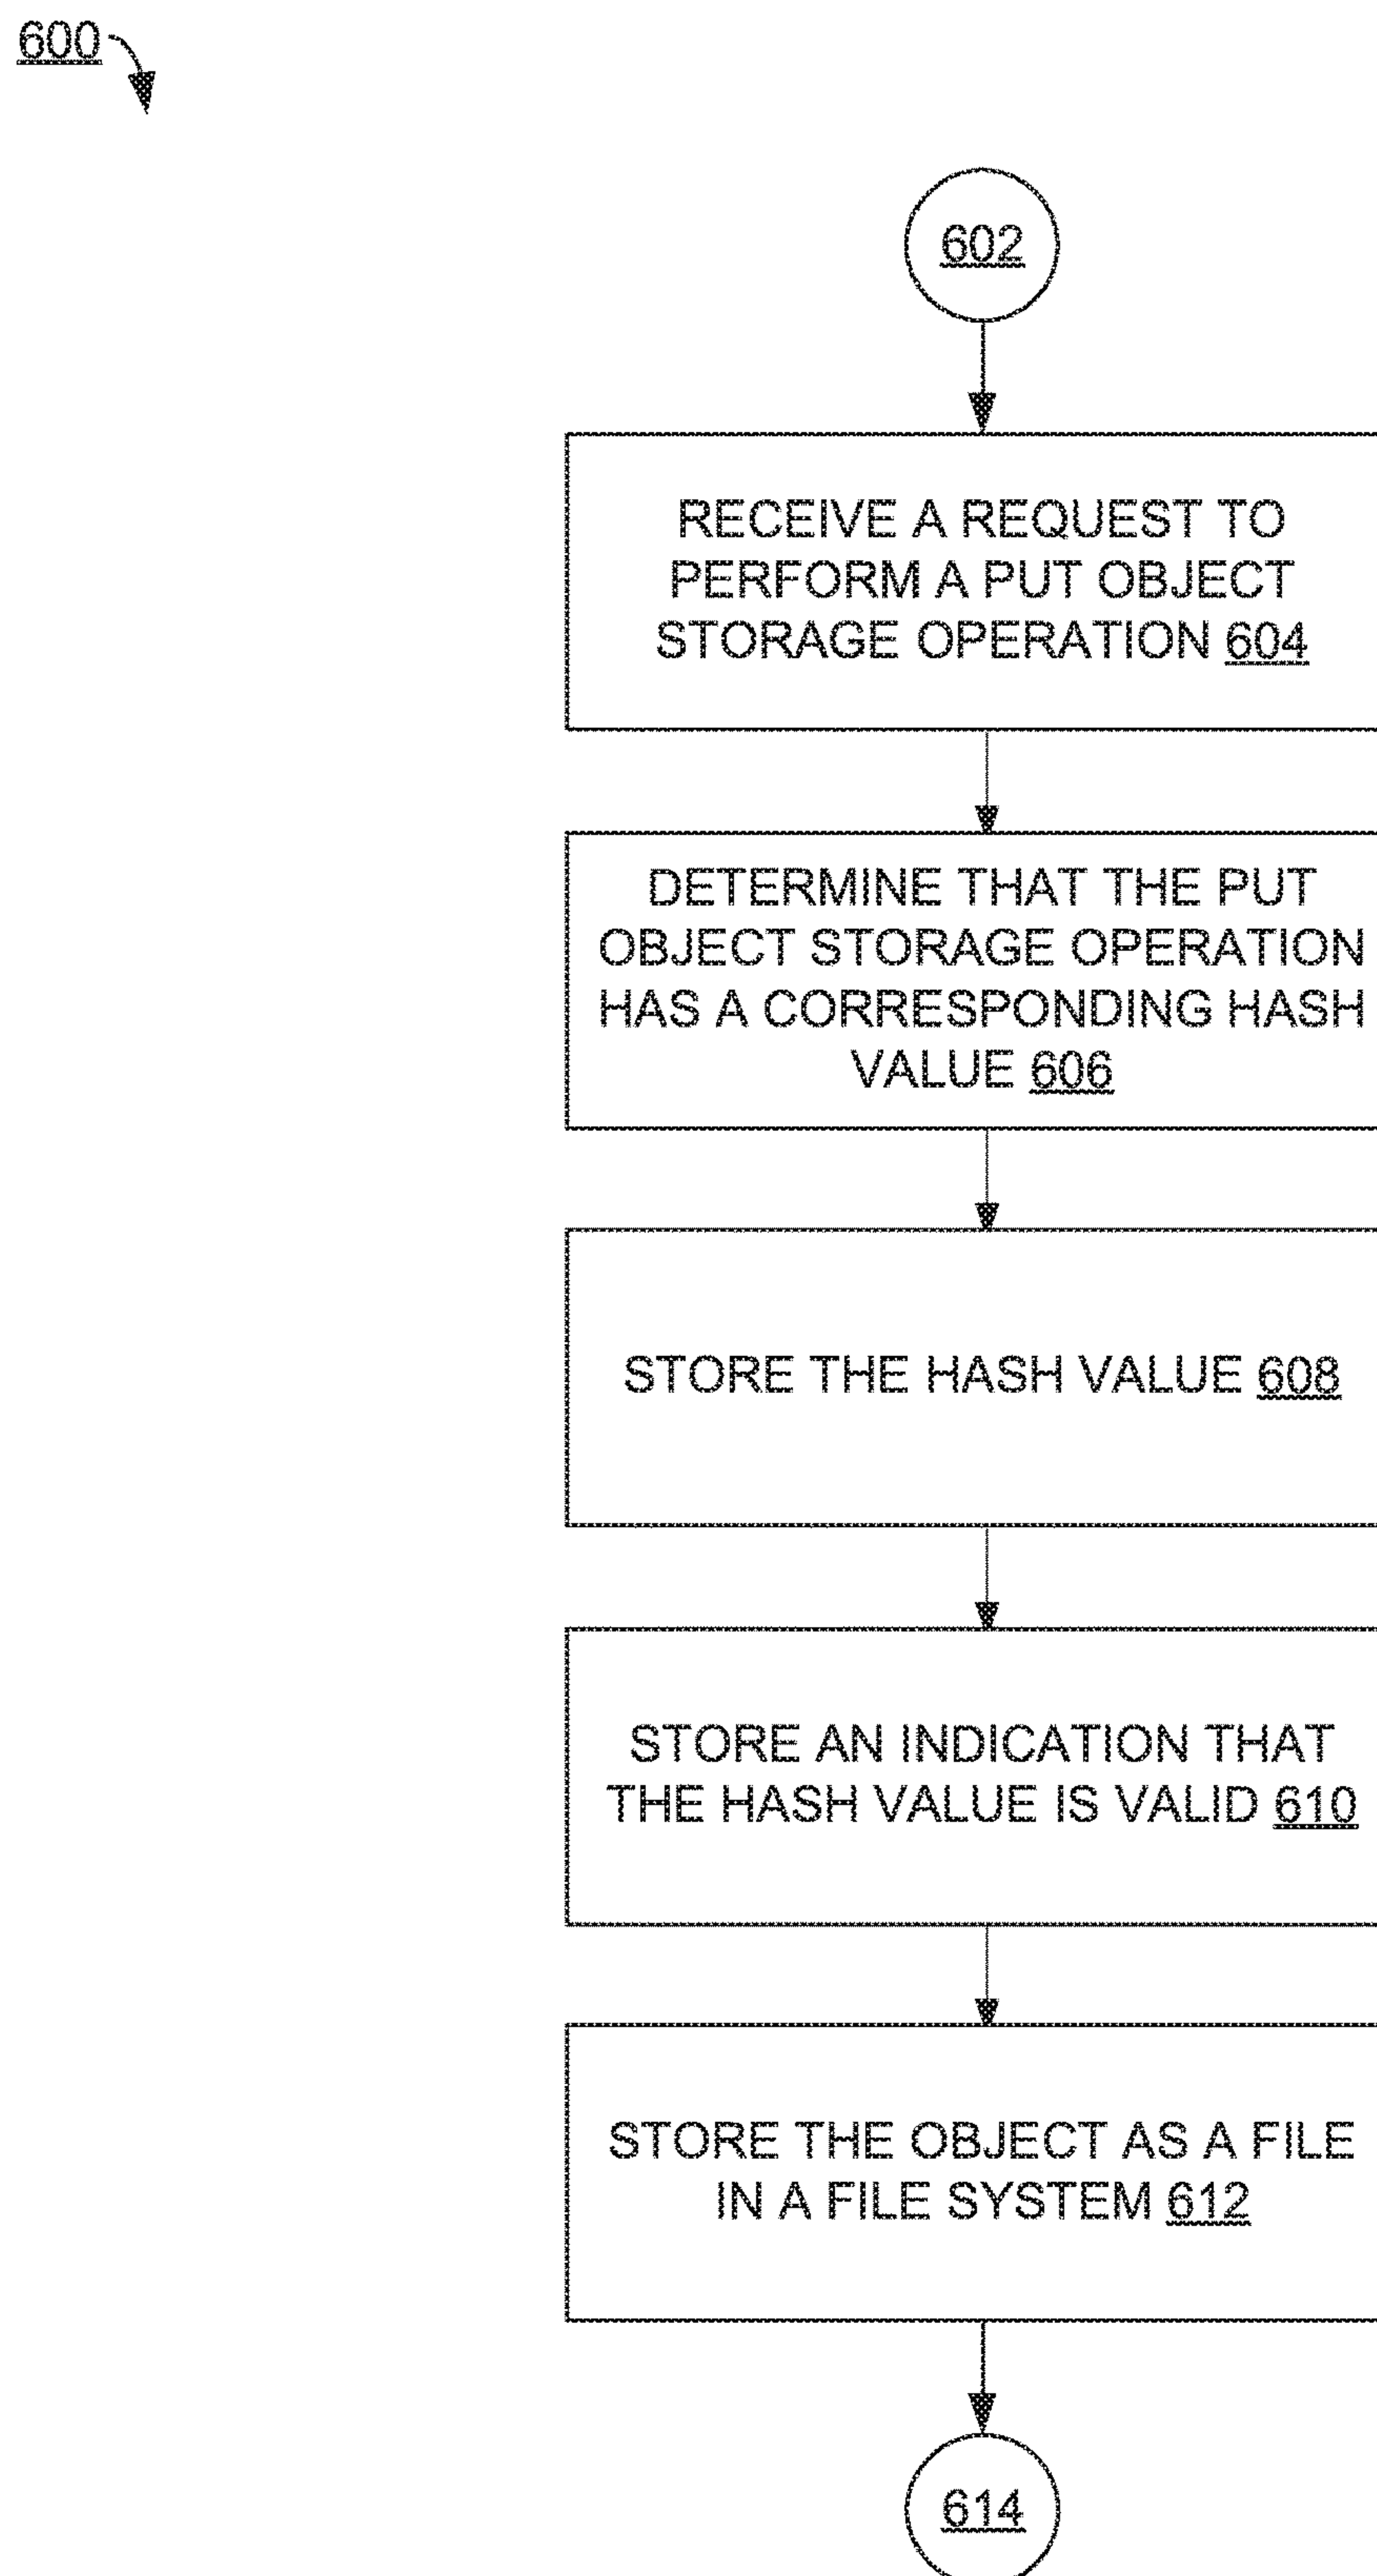 600
602
RECEIVE A REQUEST TO
PERFORM A PUT OBJECT
STORAGE OPERATION 604
DETERMINE THAT THE PUT
OBJECT STORAGE OPERATION
HAS A CORRESPONDING HASH
VALUE 606
STORE THE HASH VALUE 608
STORE AN INDICATION THAT
THE HASH VALUE IS VALID 610
STORE THE OBJECT AS A FILE
IN A FILE SYSTEM 612
614